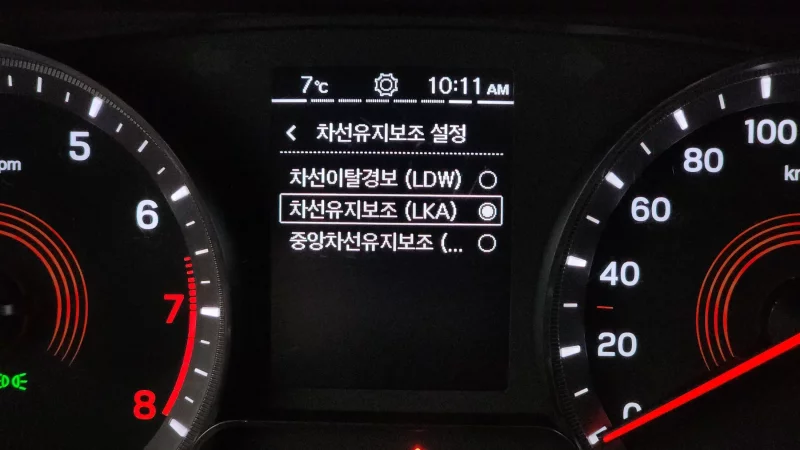 7℃ 10:11 AM
< 차선유지보조 설정
차선이탈경보 (LDW)
차선유지보조 (LKA)
중앙차선유지보조 (...
5
6
7
8
pm
100
80
60
40
20
0